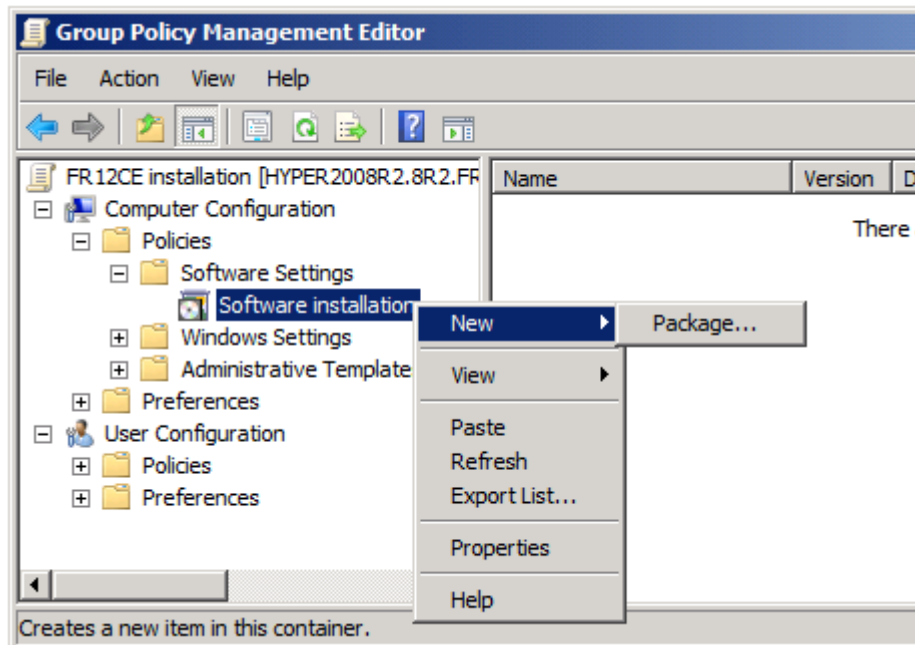 Group Policy Management Editor
File Action View Help
FR12CE installation [HYPER2008R2.8R2.FR
Computer Configuration
Policies
Software Settings
Software installation
Windows Settings
Administrative Template
Preferences
User Configuration
Policies
Preferences
Name Version D
There
New
Package...
View
Paste
Refresh
Export List...
Properties
Help
Creates a new item in this container.